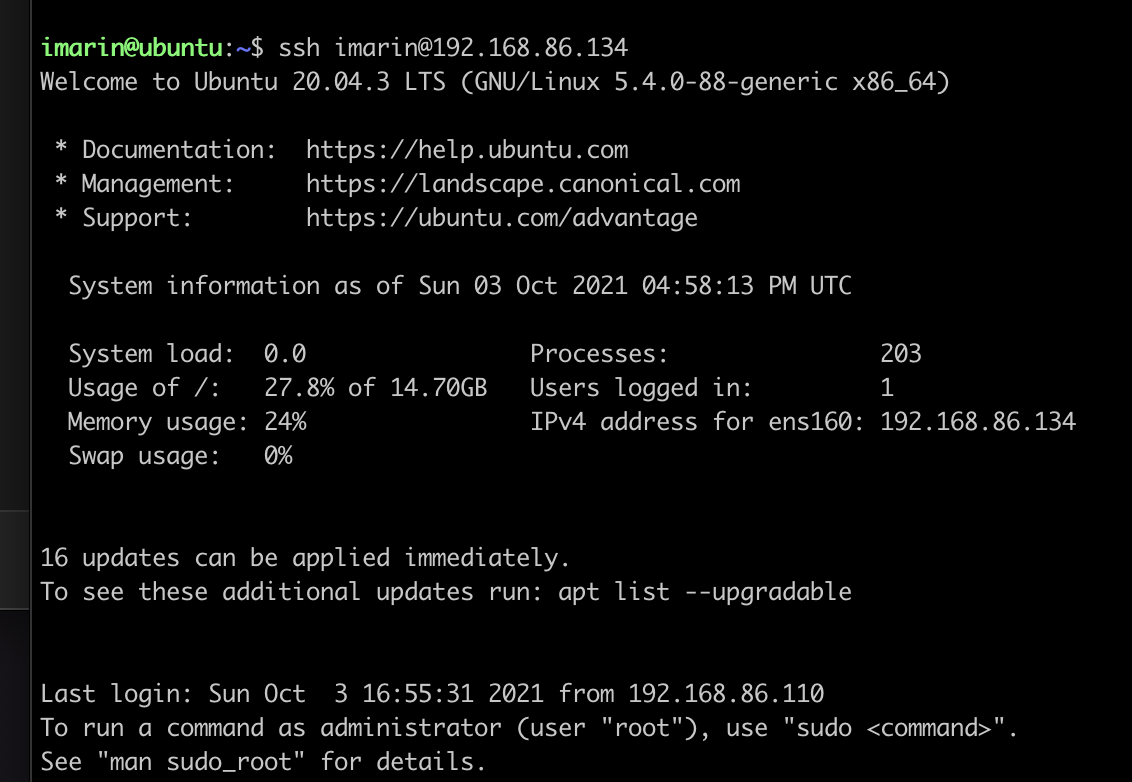 imarin@ubuntu:~$ ssh imarin@192.168.86.134
Welcome to Ubuntu 20.04.3 LTS (GNU/Linux 5.4.0-88-generic x86_64)
* Documentation: https://help.ubuntu.com
* Management: https://landscape.canonical.com
* Support: https://ubuntu.com/advantage
System information as of Sun 03 Oct 2021 04:58:13 PM UTC
System load: 0.0 Processes: 203
Usage of /: 27.8% of 14.70GB Users logged in: 1
Memory usage: 24% IPv4 address for ens160: 192.168.86.134
Swap usage: 0%
16 updates can be applied immediately.
To see these additional updates run: apt list --upgradable
Last login: Sun Oct  3 16:55:31 2021 from 192.168.86.110
To run a command as administrator (user "root"), use "sudo <command>".
See "man sudo_root" for details.